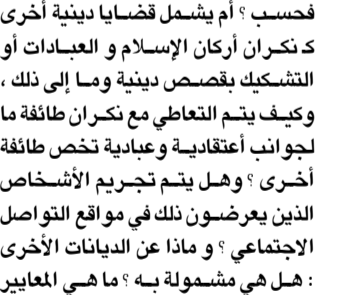 فحسب ؟ أم يشمل قضايا دينية أخرى
كـ نكران أركان الإسلام و العبادات أو
التشكيك بقصص دينية وما إلى ذلك ،
وكيف يتم التعاطي مع نكران طائفة ما
لجوانب أعتقادية وعبادية تخص طائفة
أخرى ؟ وهل يتم تجريم الأشخاص
الذين يعرضون ذلك في مواقع التواصل
الاجتماعي ؟ و ماذا عن الديانات الأخرى
: هل هي مشمولة به ؟ ما هي المعايير